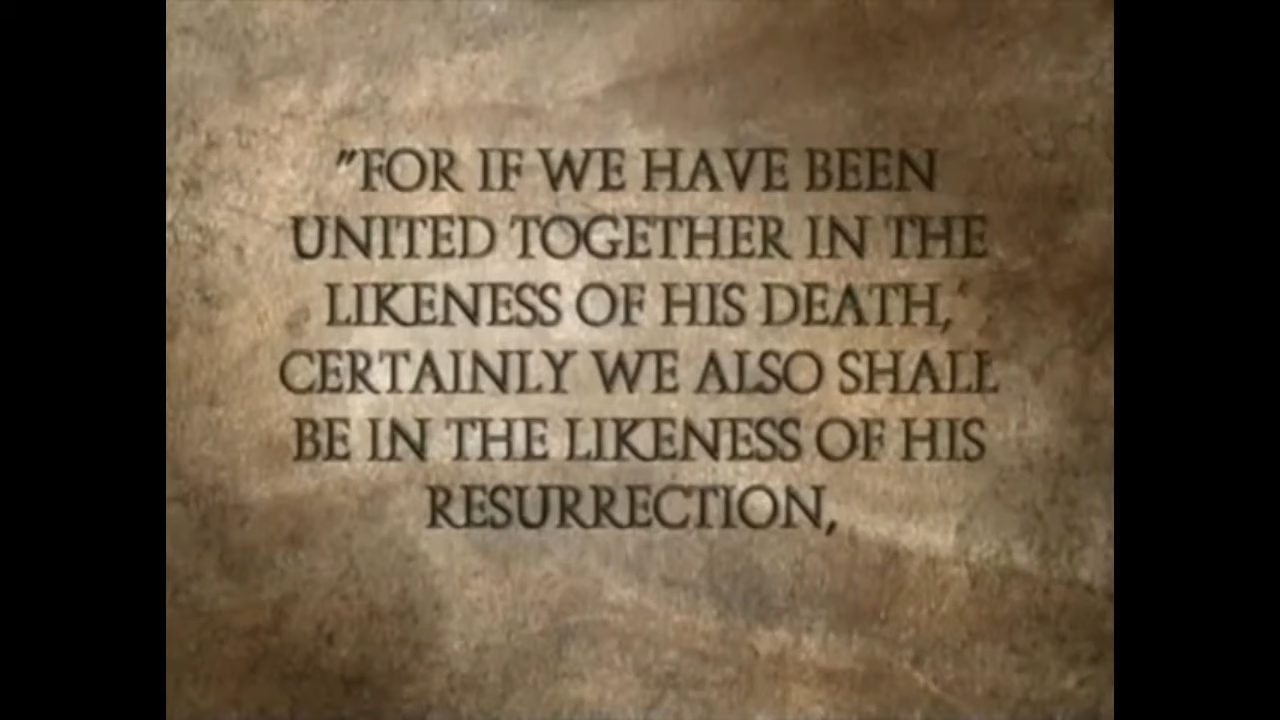 "FOR IF WE HAVE BEEN
UNITED TOGETHER IN THE
LIKENESS OF HIS DEATH,
CERTAINLY WE ALSO SHALL
BE IN THE LIKENESS OF HIS
RESURRECTION,